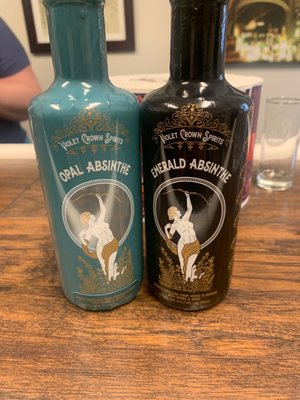 Violet Crown Spirits
Opal Absinthe
Violet Crown Spirits
Emerald Absinthe